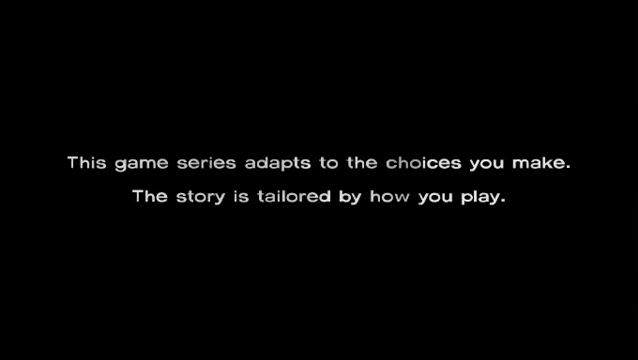 This game series adapts to the choices you make.
The story is tailored by how you play.